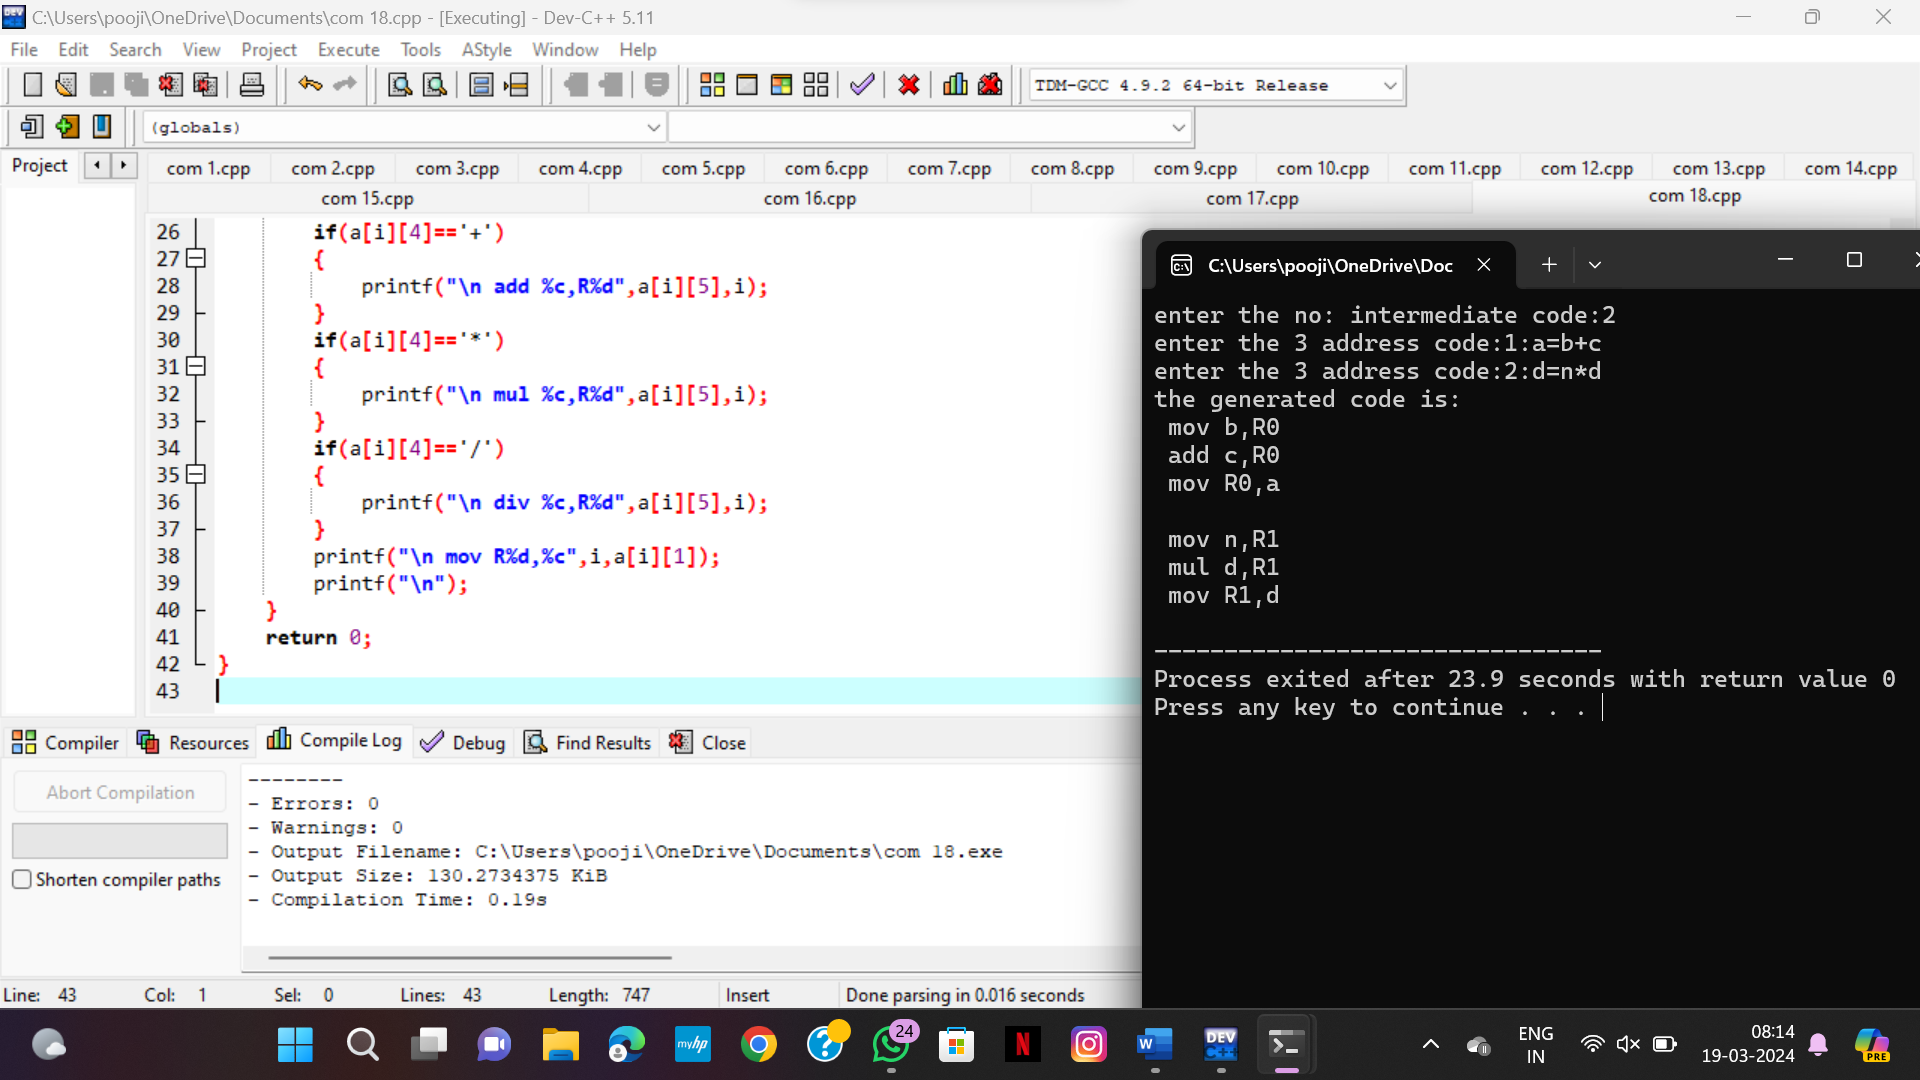 C:\Users\pooji\OneDrive\Documents\com 18.cpp - [Executing] - Dev-C++ 5.11
File Edit Search View Project Execute Tools AStyle Window Help
TDM-GCC 4.9.2 64-bit Release
(globals)
Project
com 1.cpp com 2.cpp com 3.cpp com 4.cpp com 5.cpp com 6.cpp com 7.cpp com 8.cpp com 9.cpp com 10.cpp com 11.cpp com 12.cpp com 13.cpp com 14.cpp
com 15.cpp com 16.cpp com 17.cpp com 18.cpp
26 if(a[i][4]=='+')
27 {
28 printf("\n add %c,R%d",a[i][5],i);
29 }
30 if(a[i][4]=='*')
31 {
32 printf("\n mul %c,R%d",a[i][5],i);
33 }
34 if(a[i][4]=='/')
35 {
36 printf("\n div %c,R%d",a[i][5],i);
37 }
38 printf("\n mov R%d,%c",i,a[i][1]);
39 printf("\n");
40 }
41 return 0;
42 }
43
C:\Users\pooji\OneDrive\Doc
enter the no: intermediate code:2
enter the 3 address code:1:a=b+c
enter the 3 address code:2:d=n*d
the generated code is:
mov b,R0
add c,R0
mov R0,a
mov n,R1
mul d,R1
mov R1,d
--------------------------------
Process exited after 23.9 seconds with return value 0
Press any key to continue . . .
Compiler Resources Compile Log Debug Find Results Close
Abort Compilation
Shorten compiler paths
--------
- Errors: 0
- Warnings: 0
- Output Filename: C:\Users\pooji\OneDrive\Documents\com 18.exe
- Output Size: 130.2734375 KiB
- Compilation Time: 0.19s
Line: 43 Col: 1 Sel: 0 Lines: 43 Length: 747 Insert Done parsing in 0.016 seconds
myhp
24
N
W
DEV C++
ENG
IN
08:14
19-03-2024
PRE